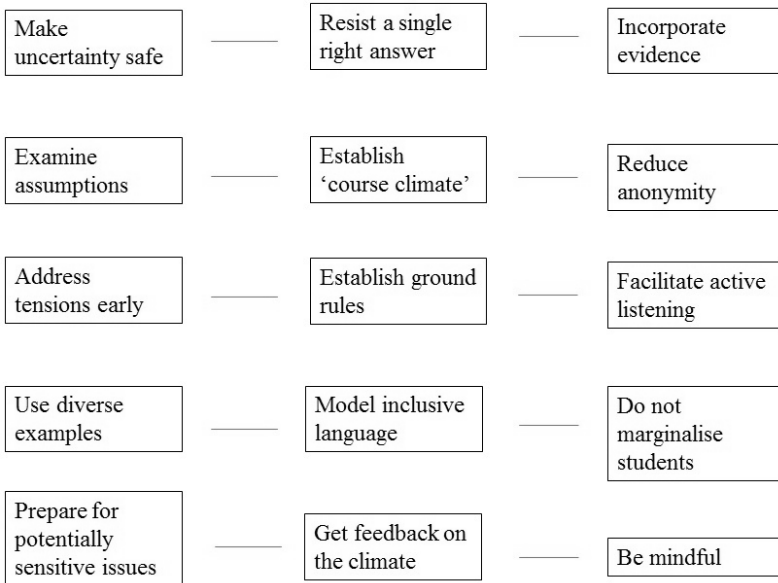 Make
uncertainty safe
Resist a single
right answer
Incorporate
evidence
Examine
assumptions
Establish
‘course climate’
Reduce
anonymity
Address
tensions early
Establish ground
rules
Facilitate active
listening
Use diverse
examples
Model inclusive
language
Do not
marginalise
students
Prepare for
potentially
sensitive issues
Get feedback on
the climate
Be mindful